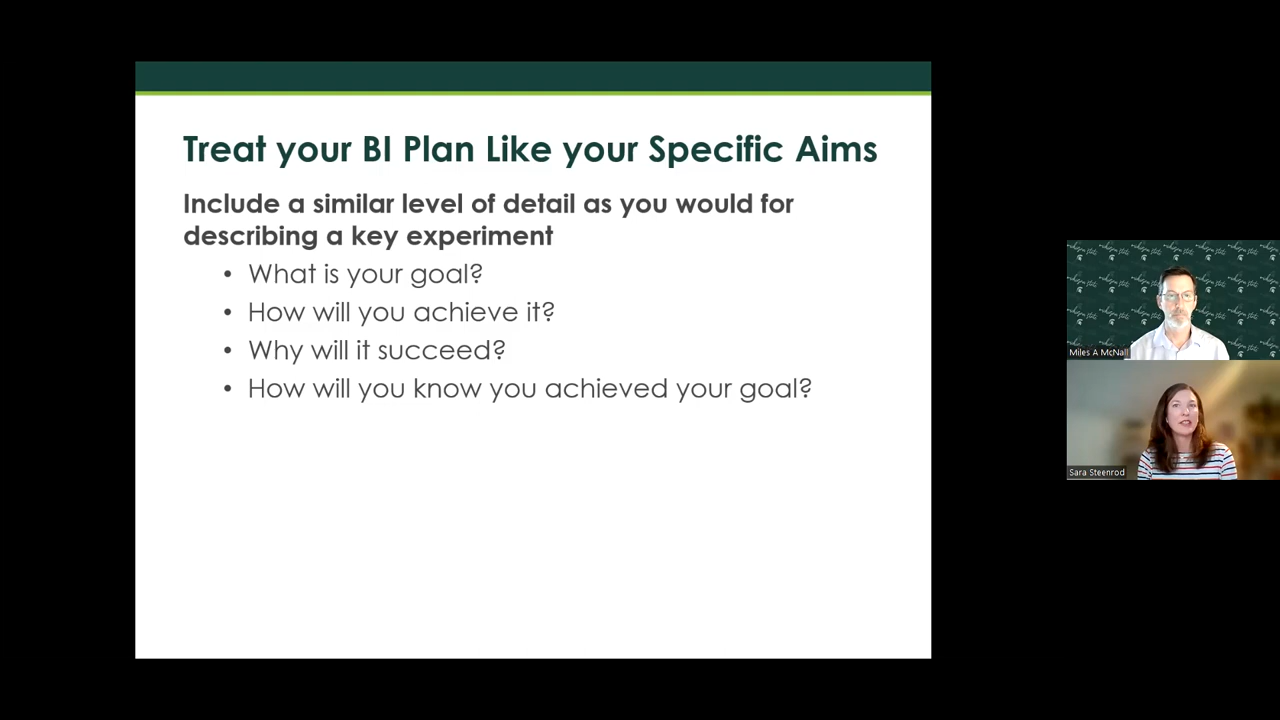 Treat your BI Plan Like your Specific Aims
Include a similar level of detail as you would for
describing a key experiment
• What is your goal?
• How will you achieve it?
• Why will it succeed?
• How will you know you achieved your goal?
Miles A McNall
Sara Steenrod